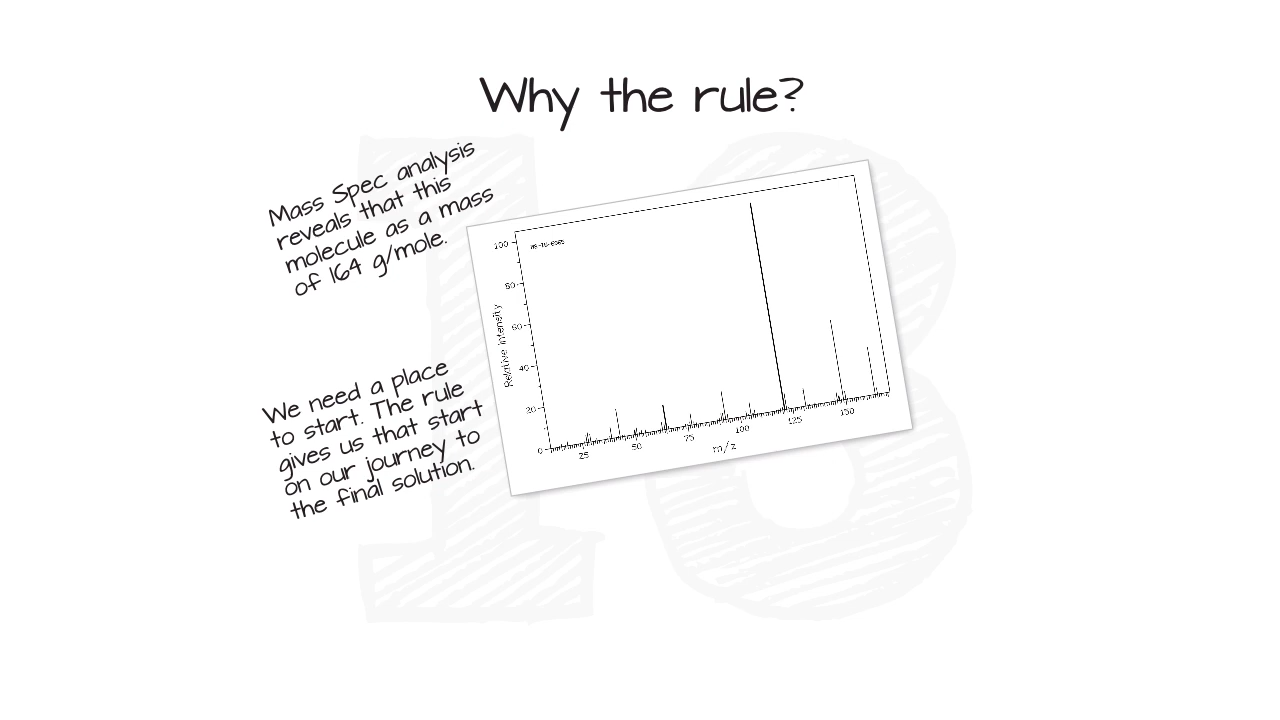 Why the rule?
Mass Spec analysis
reveals that this
molecule as a mass
of 164 g/mole.
We need a place
to start. The rule
gives us that start
on our journey to
the final solution.
100
80
60
40
20
0
Relative Intensity
25
50
75
100
125
150
m/z
18